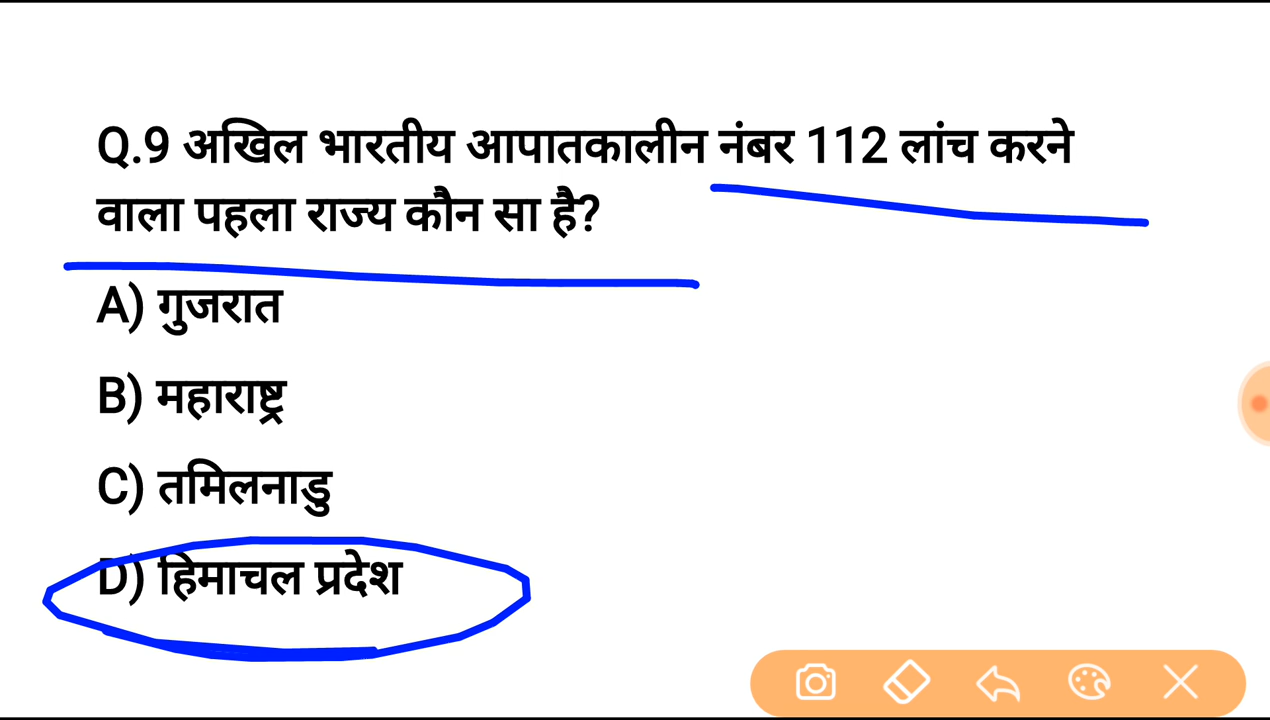 Q.9 अखिल भारतीय आपातकालीन नंबर 112 लांच करने
वाला पहला राज्य कौन सा है?
A) गुजरात
B) महाराष्ट्र
C) तमिलनाडु
D) हिमाचल प्रदेश